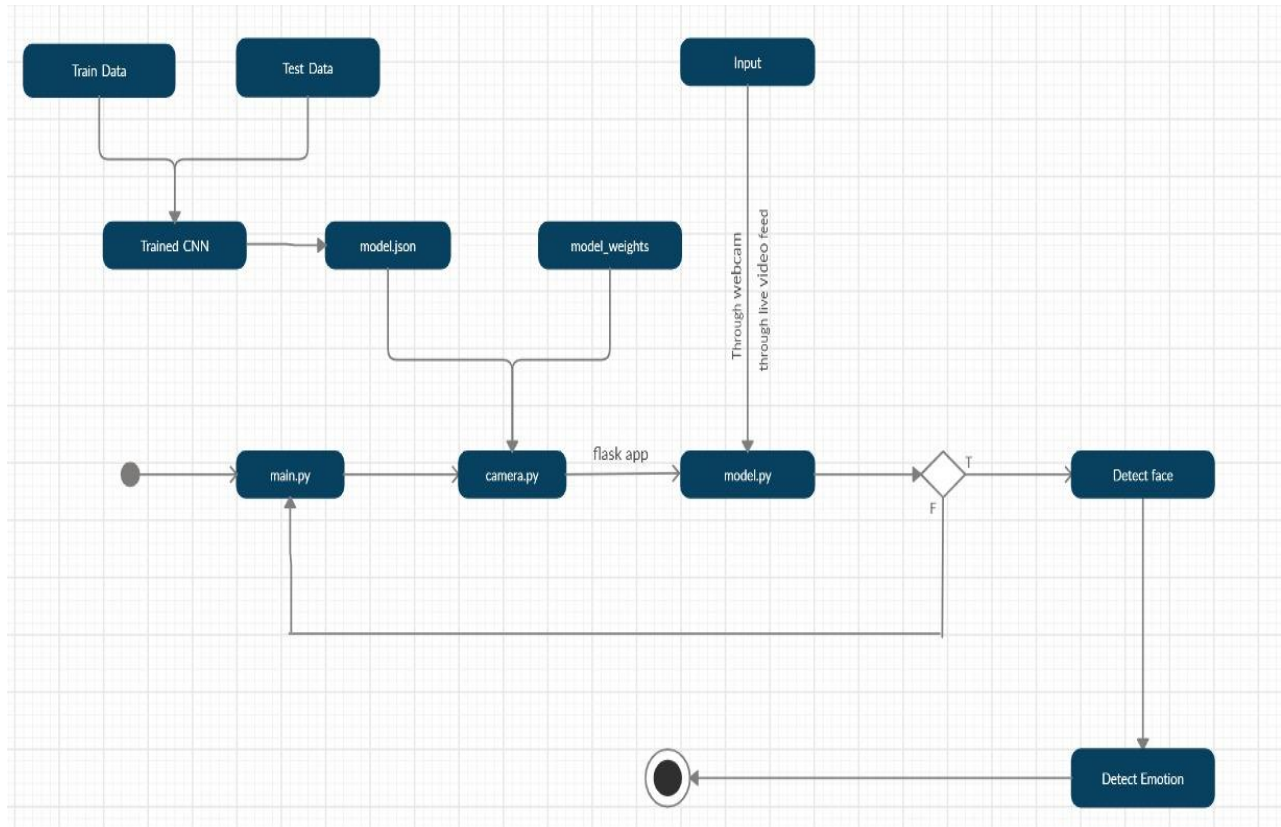 Train Data
Test Data
Input
Trained CNN
model.json
model_weights
Through webcam
through live video feed
main.py
camera.py
flask app
model.py
T
F
Detect face
Detect Emotion